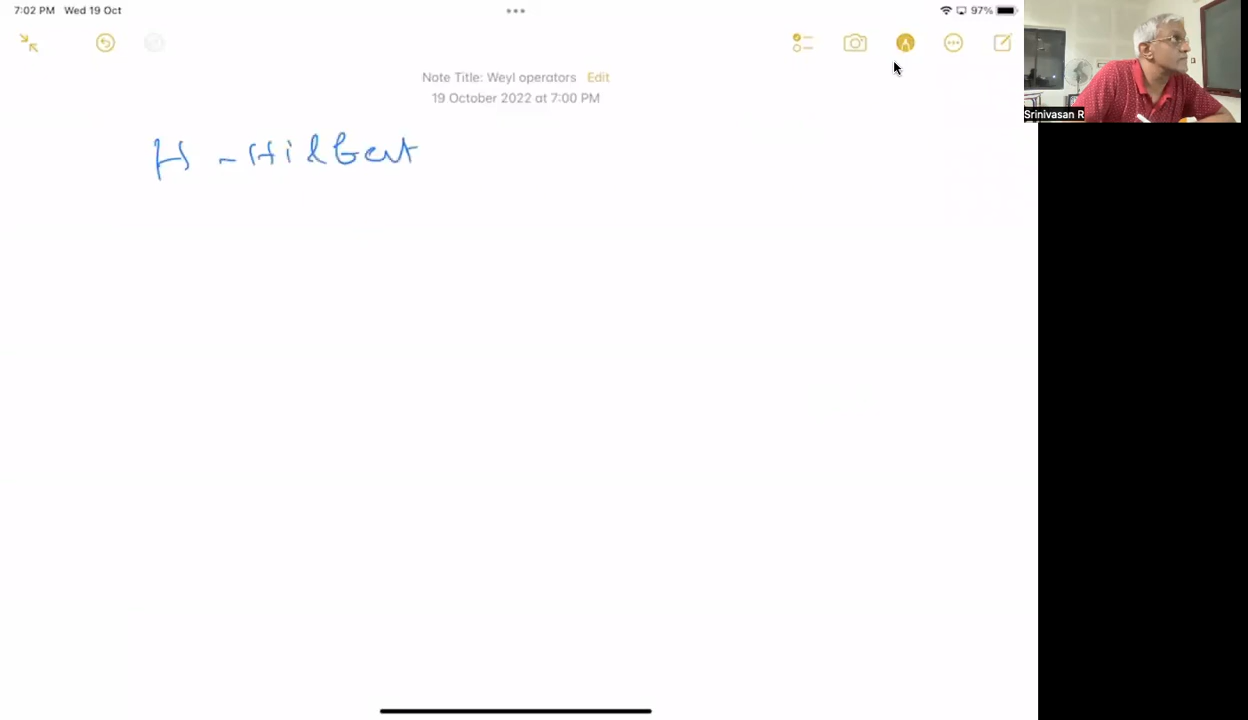 7:02 PM Wed 19 Oct
97%
Note Title: Weyl operators Edit
19 October 2022 at 7:00 PM
Srinivasan R
H - Hilbert